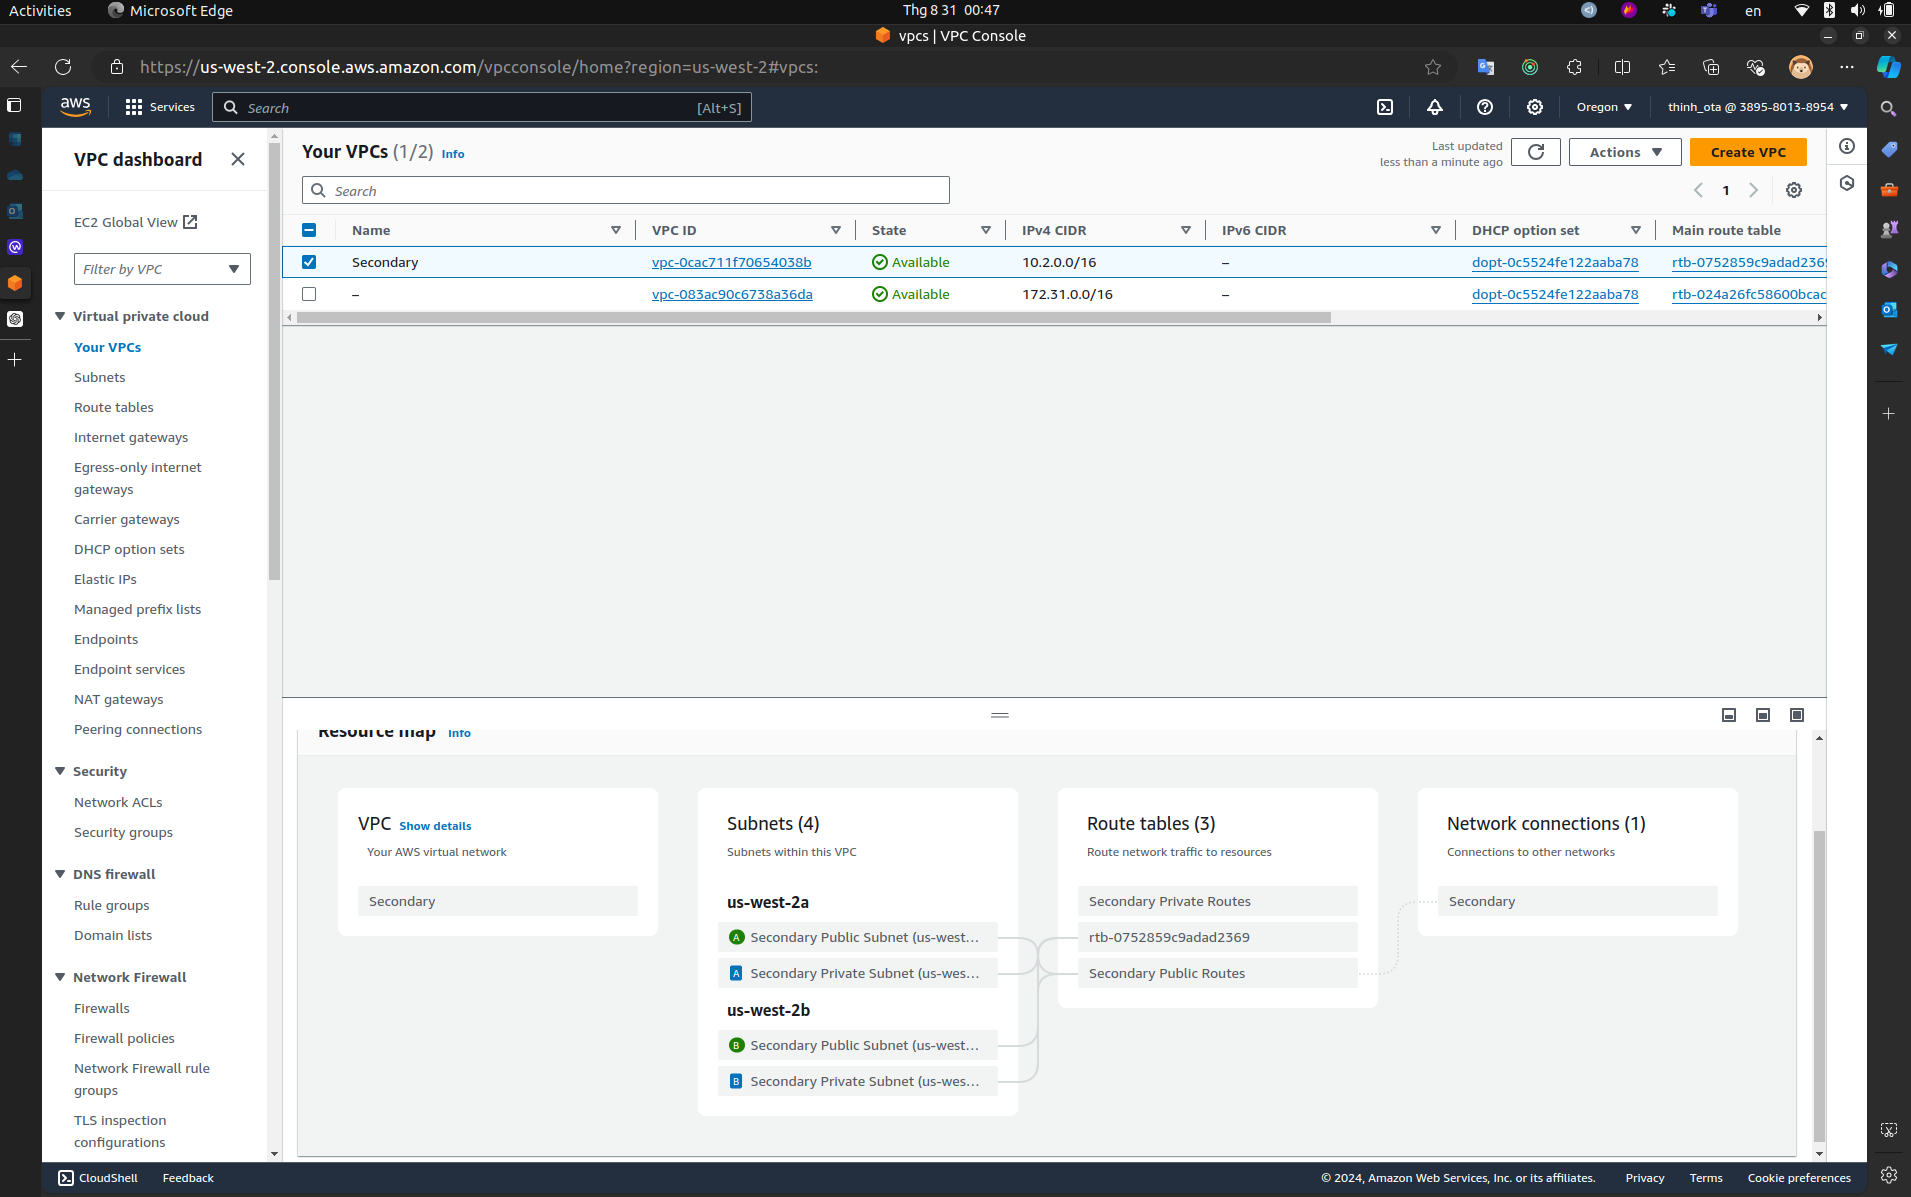 Activities
Microsoft Edge
Thg 8 31 00:47
en
vpcs | VPC Console
https://us-west-2.console.aws.amazon.com/vpcconsole/home?region=us-west-2#vpcs:
aws
Services
Search
[Alt+S]
Oregon
thinh_ota @ 3895-8013-8954
VPC dashboard
EC2 Global View
Filter by VPC
Virtual private cloud
Your VPCs
Subnets
Route tables
Internet gateways
Egress-only internet
gateways
Carrier gateways
DHCP option sets
Elastic IPs
Managed prefix lists
Endpoints
Endpoint services
NAT gateways
Peering connections
Security
Network ACLs
Security groups
DNS firewall
Rule groups
Domain lists
Network Firewall
Firewalls
Firewall policies
Network Firewall rule
groups
TLS inspection
configurations
Your VPCs (1/2) Info
Last updated
less than a minute ago
Actions
Create VPC
Search
1
Name VPC ID State IPv4 CIDR IPv6 CIDR DHCP option set Main route table
Secondary vpc-0cac711f70654038b Available 10.2.0.0/16 – dopt-0c5524fe122aaba78 rtb-0752859c9adad2369
– vpc-083ac90c6738a36da Available 172.31.0.0/16 – dopt-0c5524fe122aaba78 rtb-024a26fc58600bcac
Resource map Info
VPC Show details
Your AWS virtual network
Secondary
Subnets (4)
Subnets within this VPC
us-west-2a
A Secondary Public Subnet (us-west...
A Secondary Private Subnet (us-wes...
us-west-2b
B Secondary Public Subnet (us-west...
B Secondary Private Subnet (us-wes...
Route tables (3)
Route network traffic to resources
Secondary Private Routes
rtb-0752859c9adad2369
Secondary Public Routes
Network connections (1)
Connections to other networks
Secondary
CloudShell
Feedback
© 2024, Amazon Web Services, Inc. or its affiliates.
Privacy
Terms
Cookie preferences